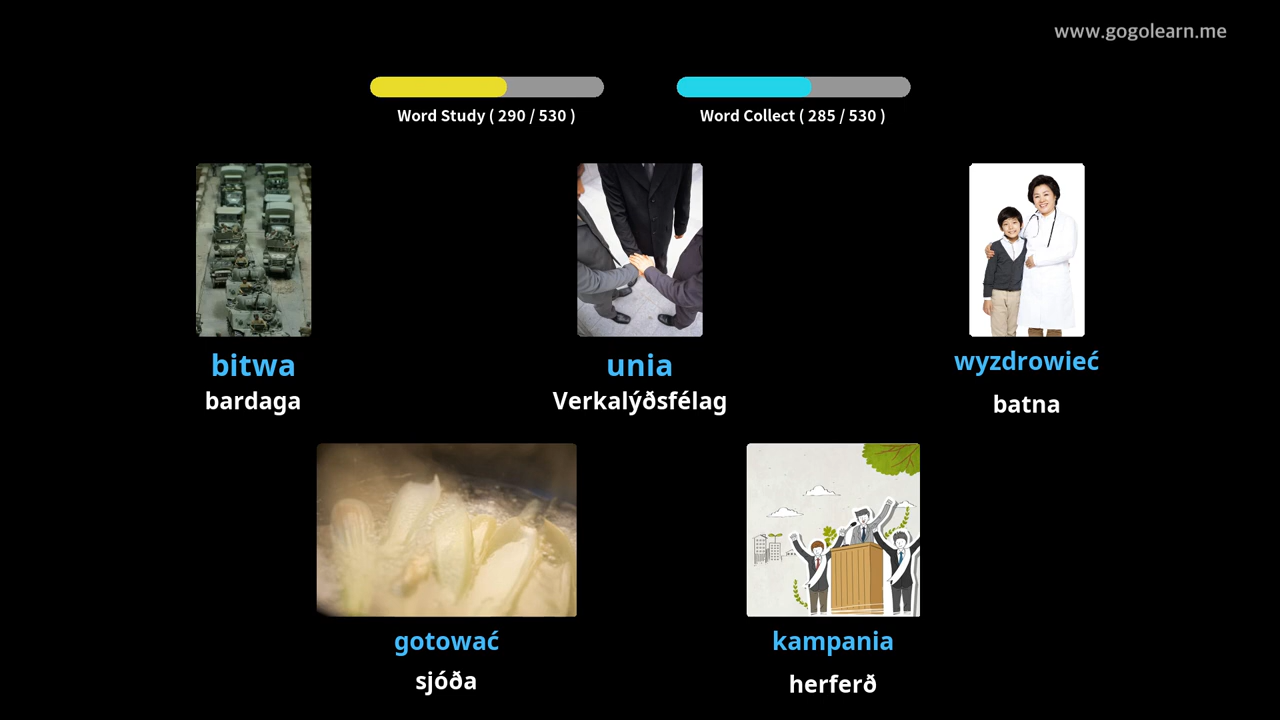 www.gogolearn.me
Word Study ( 290 / 530 )
Word Collect ( 285 / 530 )
bitwa
bardaga
unia
Verkalýðsfélag
wyzdrowieć
batna
gotować
sjóða
kampania
herferð